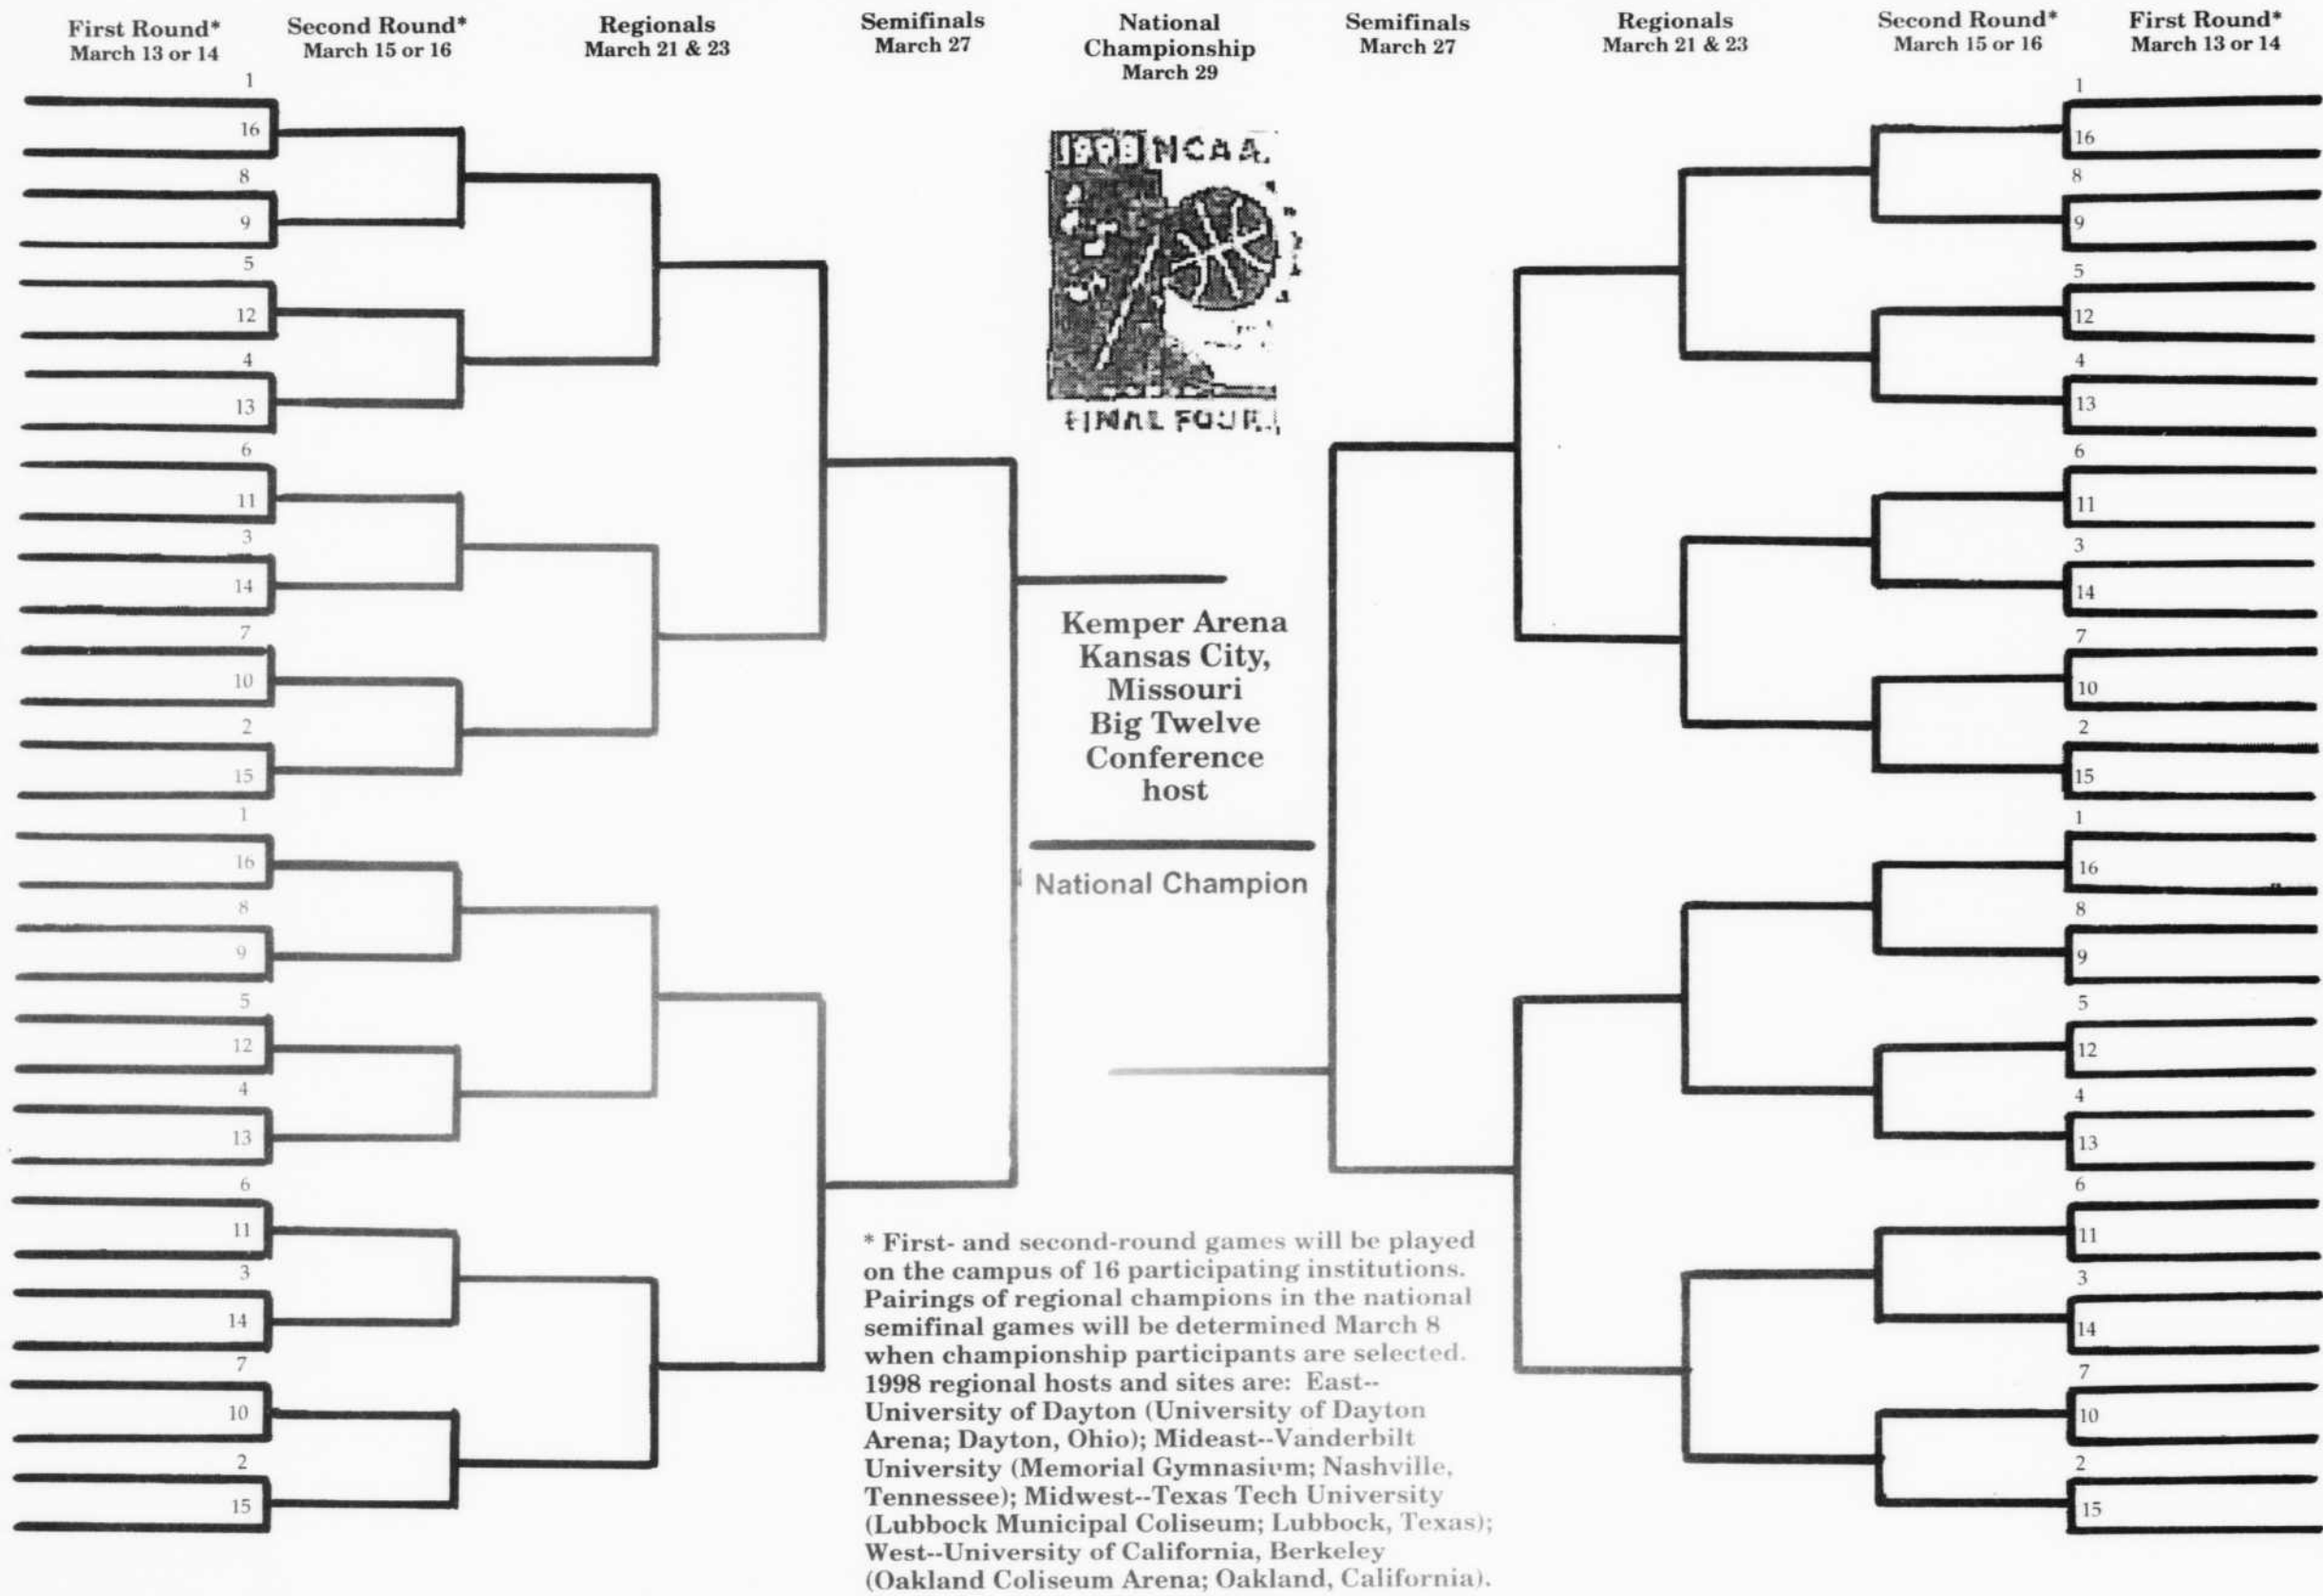 First Round*
March 13 or 14
Second Round*
March 15 or 16
Regionals
March 21 & 23
Semifinals
March 27
National
Championship
March 29
Semifinals
March 27
Regionals
March 21 & 23
Second Round*
March 15 or 16
First Round*
March 13 or 14
1
16
8
9
5
12
4
13
6
11
3
14
7
10
2
15
1
16
8
9
5
12
4
13
6
11
3
14
7
10
2
15
1998 NCAA
FINAL FOUR
Kemper Arena
Kansas City,
Missouri
Big Twelve
Conference
host
National Champion
* First- and second-round games will be played
on the campus of 16 participating institutions.
Pairings of regional champions in the national
semifinal games will be determined March 8
when championship participants are selected.
1998 regional hosts and sites are: East--
University of Dayton (University of Dayton
Arena; Dayton, Ohio); Mideast--Vanderbilt
University (Memorial Gymnasium; Nashville,
Tennessee); Midwest--Texas Tech University
(Lubbock Municipal Coliseum; Lubbock, Texas);
West--University of California, Berkeley
(Oakland Coliseum Arena; Oakland, California).
1
16
8
9
5
12
4
13
6
11
3
14
7
10
2
15
1
16
8
9
5
12
4
13
6
11
3
14
7
10
2
15